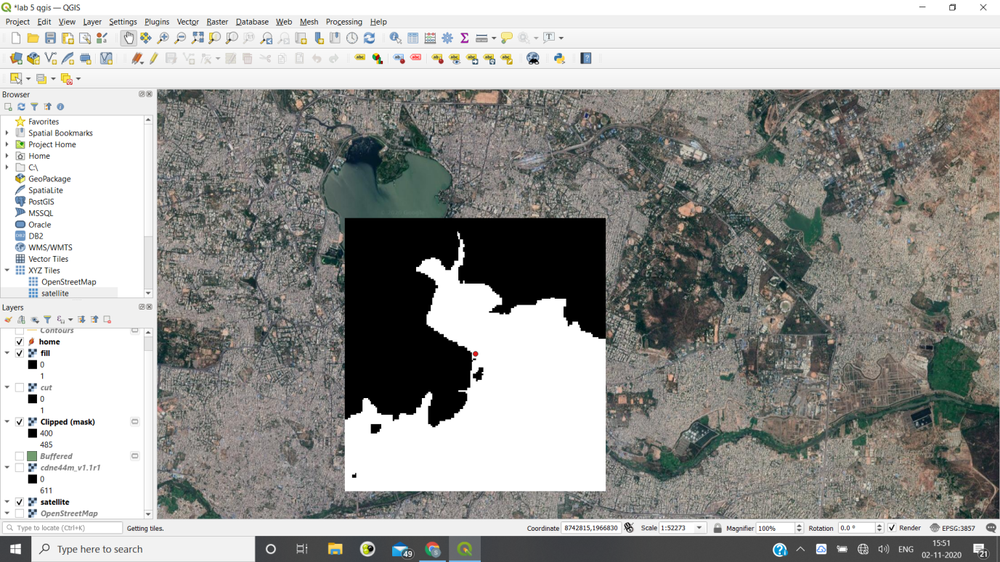 *lab 5 qgis — QGIS
Project Edit View Layer Settings Plugins Vector Raster Database Web Mesh Processing Help
Browser
Favorites
Spatial Bookmarks
Project Home
Home
C:\
GeoPackage
SpatiaLite
PostGIS
MSSQL
Oracle
DB2
WMS/WMTS
Vector Tiles
XYZ Tiles
OpenStreetMap
satellite
Layers
Contours
home
fill
0
1
cut
0
1
Clipped (mask)
400
485
Buffered
cdne44m_v1.1r1
0
611
satellite
OpenStreetMap
Type to locate (Ctrl+K) Getting tiles. Coordinate 8742815,1966830 Scale 1:52273 Magnifier 100% Rotation 0.0 ° Render EPSG:3857
Type here to search 49 ENG 15:51
02-11-2020 21